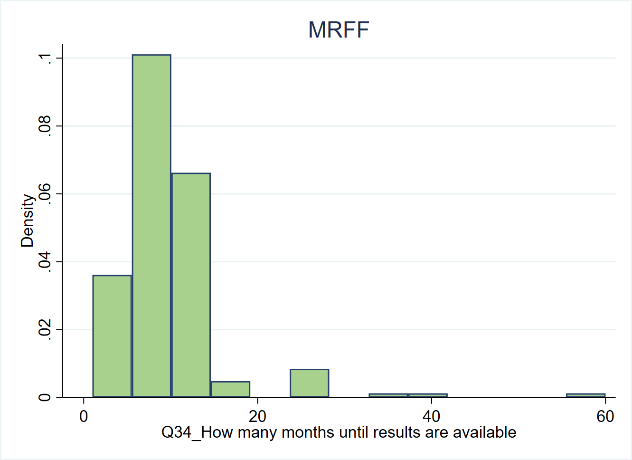 MRFF
.1
.08
.06
.04
.02
0
Density
0 20 40 60
Q34_How many months until results are available